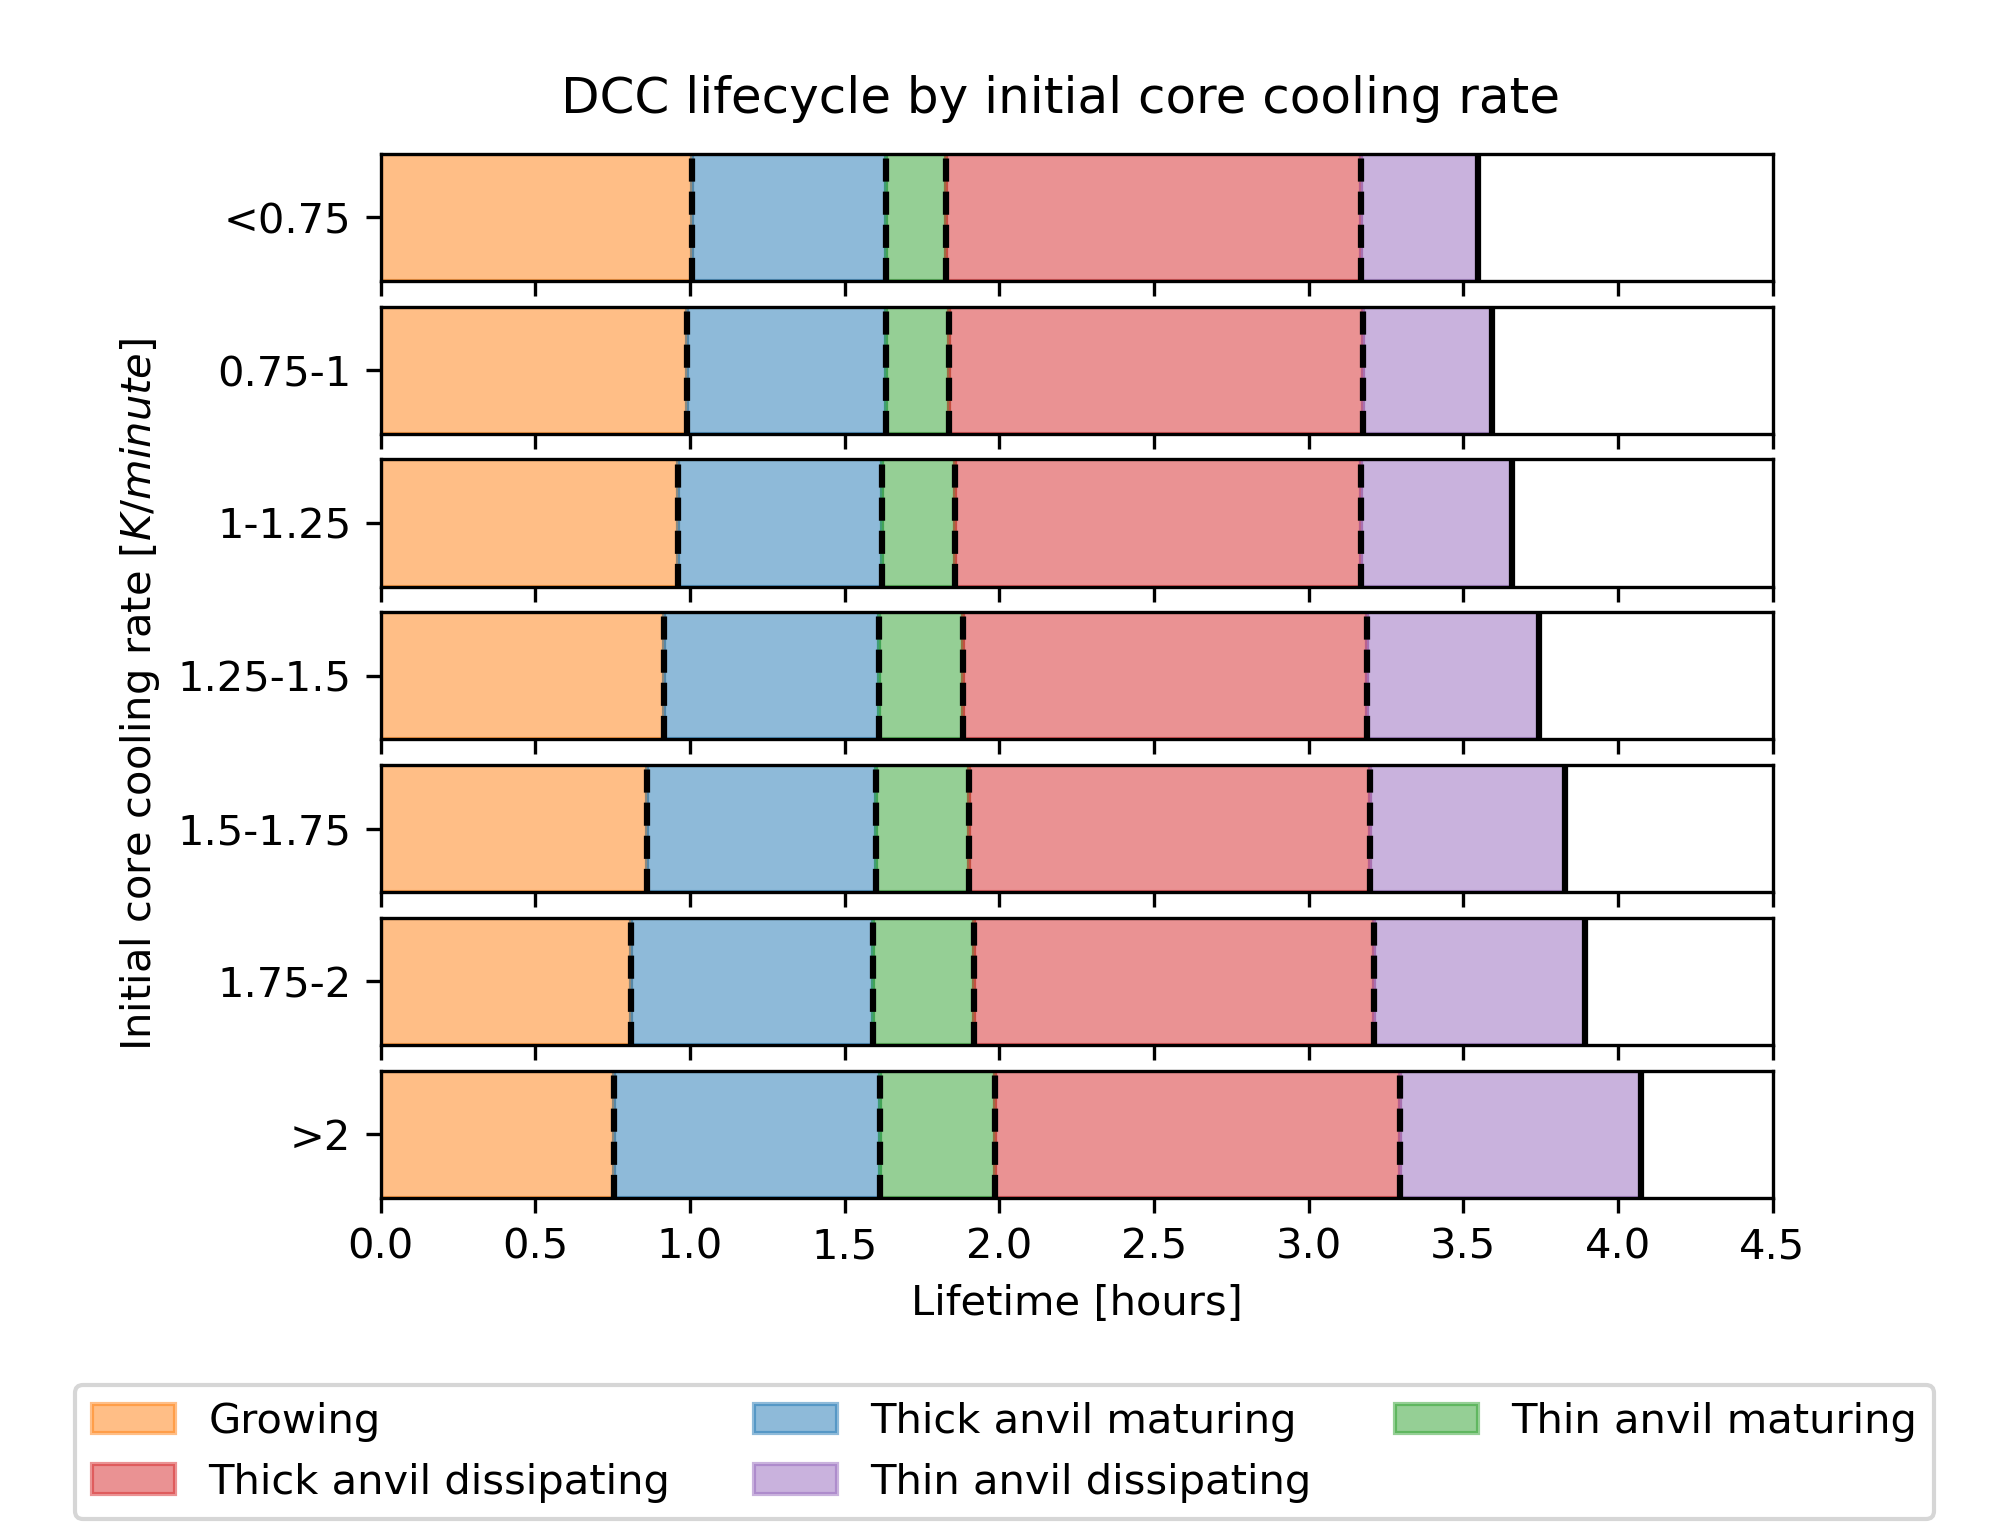 DCC lifecycle by initial core cooling rate
Initial core cooling rate [K/minute]
<0.75
0.75-1
1-1.25
1.25-1.5
1.5-1.75
1.75-2
>2
0.0 0.5 1.0 1.5 2.0 2.5 3.0 3.5 4.0 4.5
Lifetime [hours]
Growing Thick anvil maturing Thin anvil maturing
Thick anvil dissipating Thin anvil dissipating